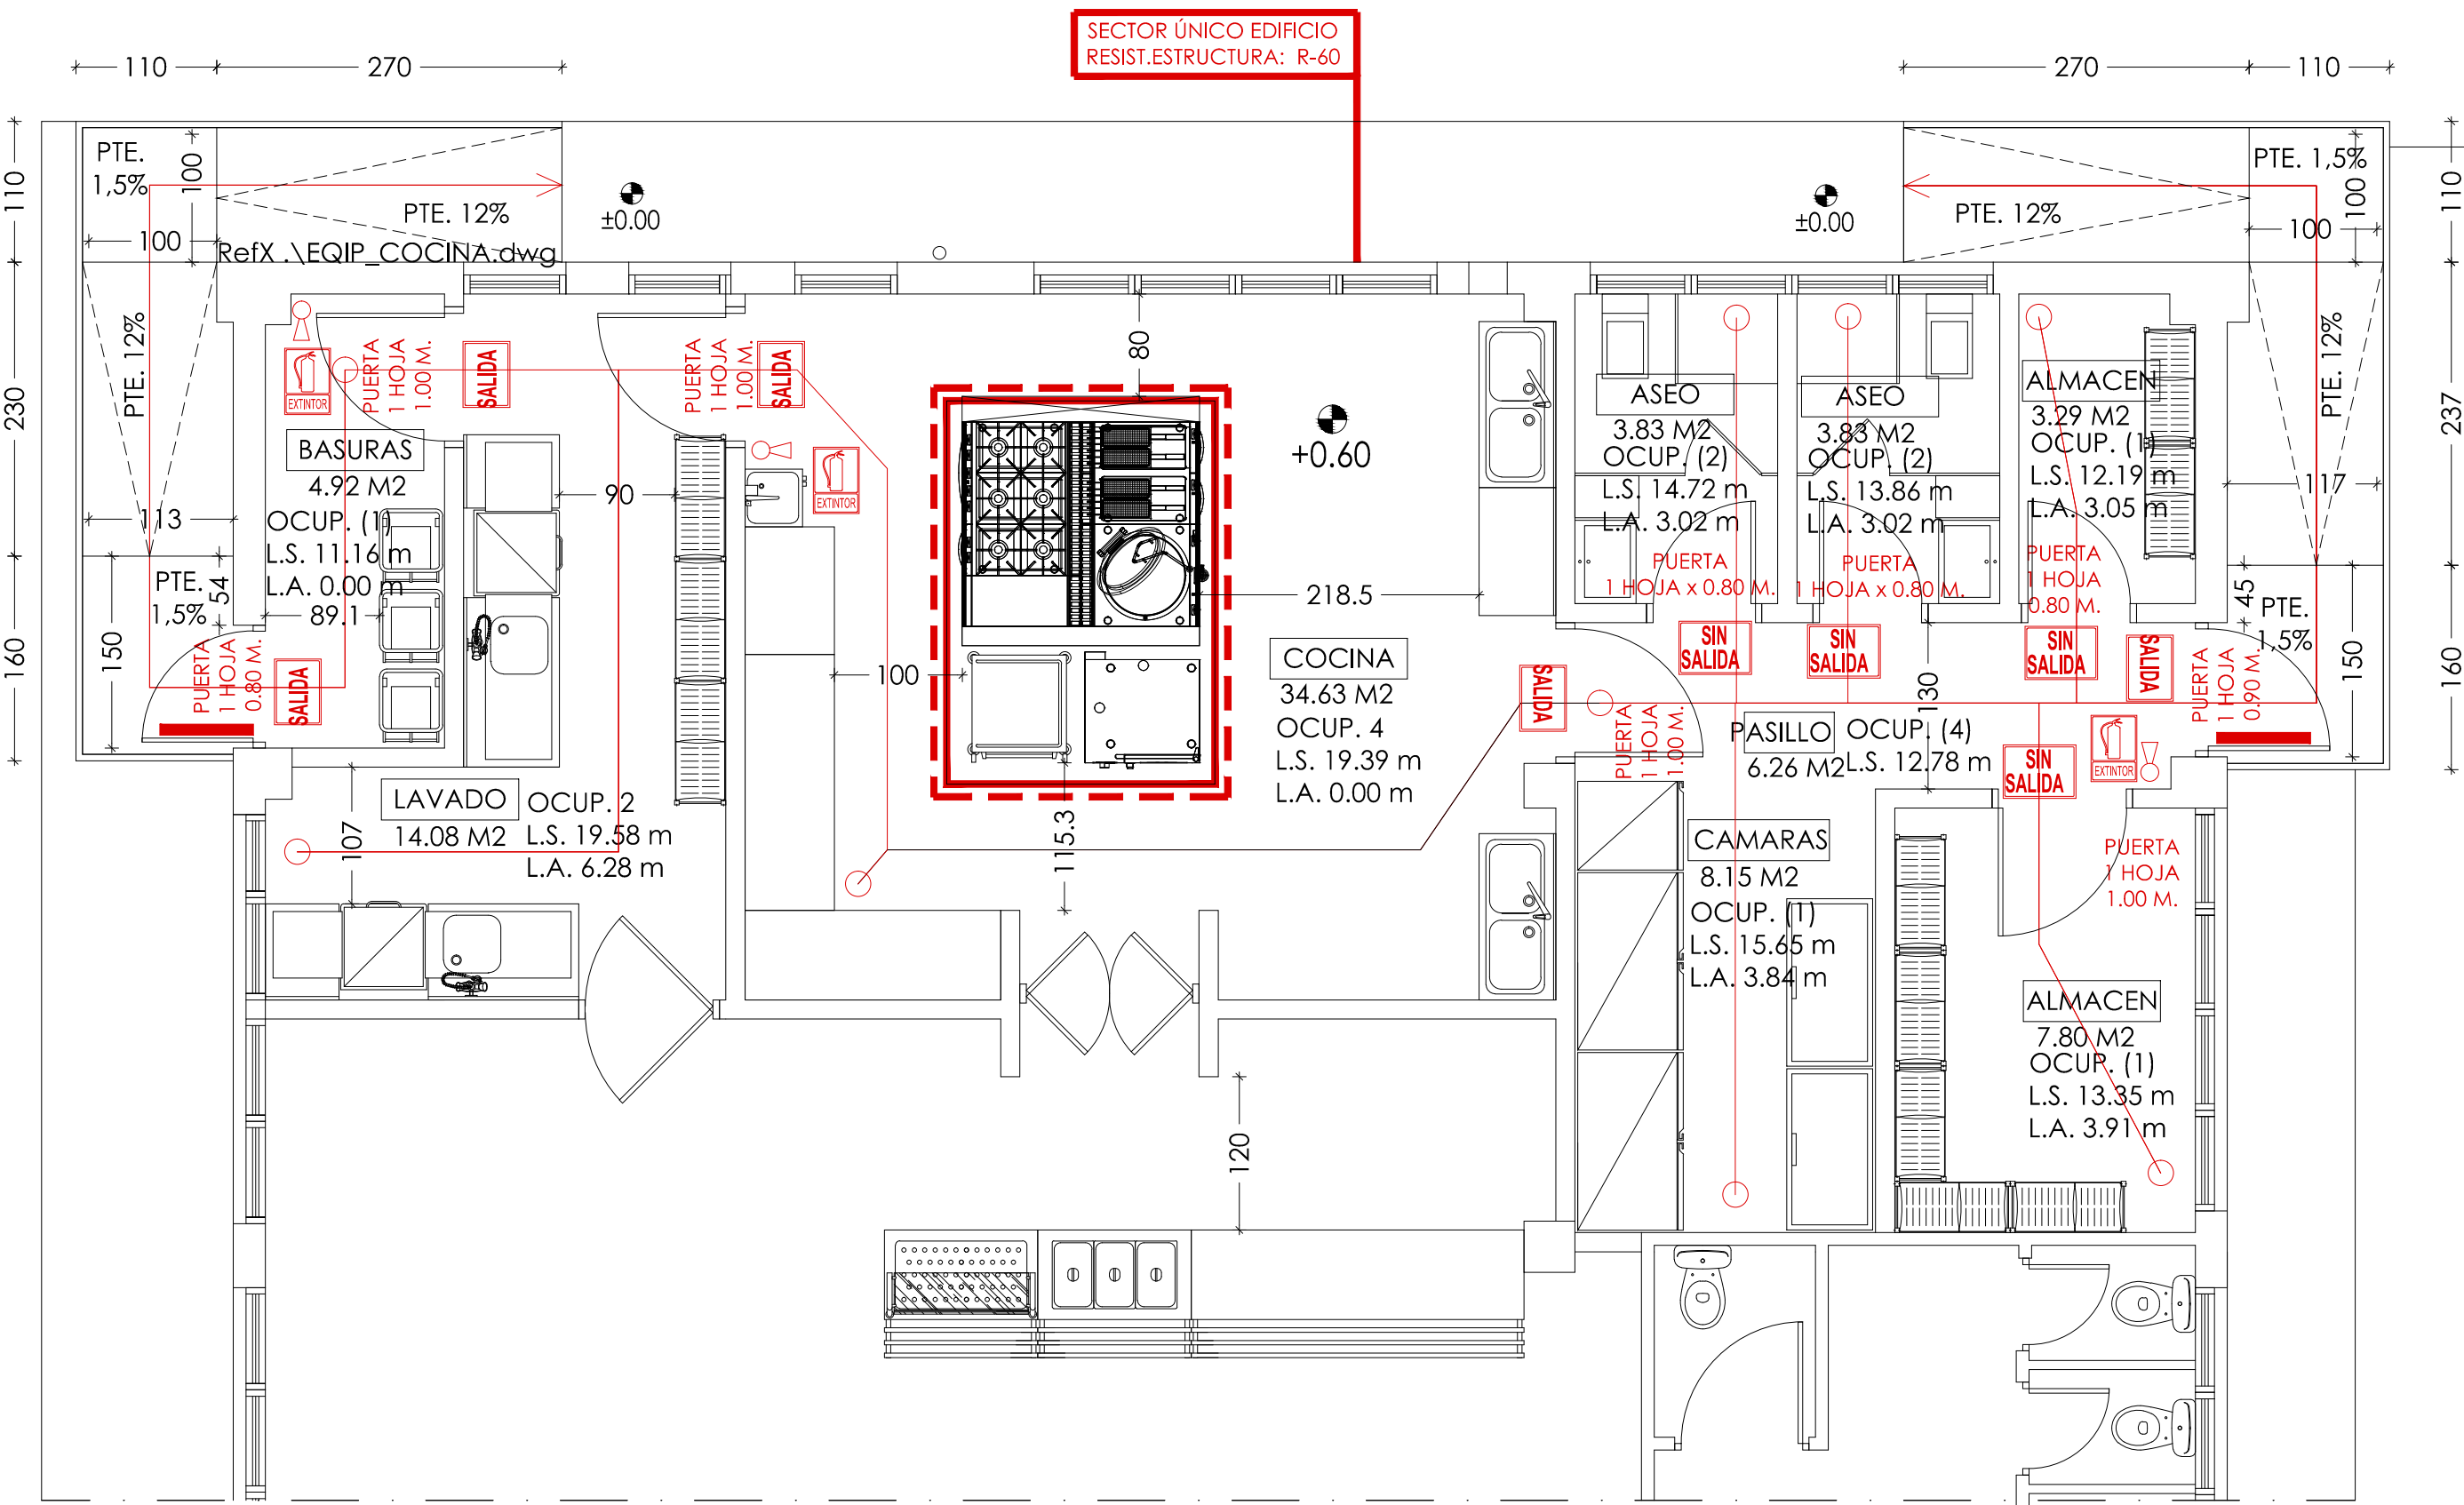 SECTOR ÚNICO EDIFICIO
RESIST.ESTRUCTURA: R-60
110
270
270
110
110
230
160
110
237
160
PTE.
1,5%
100
PTE. 12%
100
RefX .\EQIP_COCINA.dwg
±0.00
±0.00
PTE. 12%
PTE. 1,5%
100
100
PTE. 12%
113
PTE.
1,5%
54
150
EXTINTOR
PUERTA
1 HOJA
1.00 M.
SALIDA
BASURAS
4.92 M2
OCUP. (1)
L.S. 11.16 m
L.A. 0.00 m
89.1
PUERTA
1 HOJA
0.80 M.
SALIDA
90
PUERTA
1 HOJA
1.00 M.
SALIDA
EXTINTOR
LAVADO
14.08 M2
OCUP. 2
L.S. 19.58 m
L.A. 6.28 m
107
80
+0.60
218.5
100
115.3
COCINA
34.63 M2
OCUP. 4
L.S. 19.39 m
L.A. 0.00 m
SALIDA
PUERTA
1 HOJA
1.00 M.
ASEO
3.83 M2
OCUP. (2)
L.S. 14.72 m
L.A. 3.02 m
PUERTA
1 HOJA x 0.80 M.
SIN
SALIDA
ASEO
3.83 M2
OCUP. (2)
L.S. 13.86 m
L.A. 3.02 m
PUERTA
1 HOJA x 0.80 M.
SIN
SALIDA
ALMACEN
3.29 M2
OCUP. (1)
L.S. 12.19 m
L.A. 3.05 m
PUERTA
1 HOJA
0.80 M.
SIN
SALIDA
SALIDA
PUERTA
1 HOJA
0.90 M.
PTE. 12%
117
45
PTE.
1,5%
150
130
PASILLO
6.26 M2
OCUP. (4)
L.S. 12.78 m
SIN
SALIDA
EXTINTOR
CAMARAS
8.15 M2
OCUP. (1)
L.S. 15.65 m
L.A. 3.84 m
PUERTA
1 HOJA
1.00 M.
ALMACEN
7.80 M2
OCUP. (1)
L.S. 13.35 m
L.A. 3.91 m
120